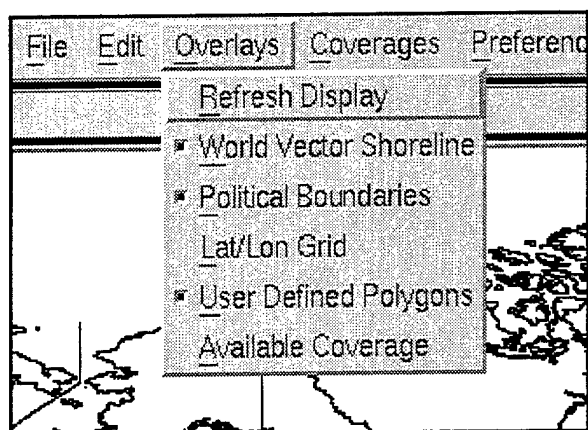 File Edit Overlays Coverages Preferenc
Refresh Display
World Vector Shoreline
Political Boundaries
Lat/Lon Grid
User Defined Polygons
Available Coverage